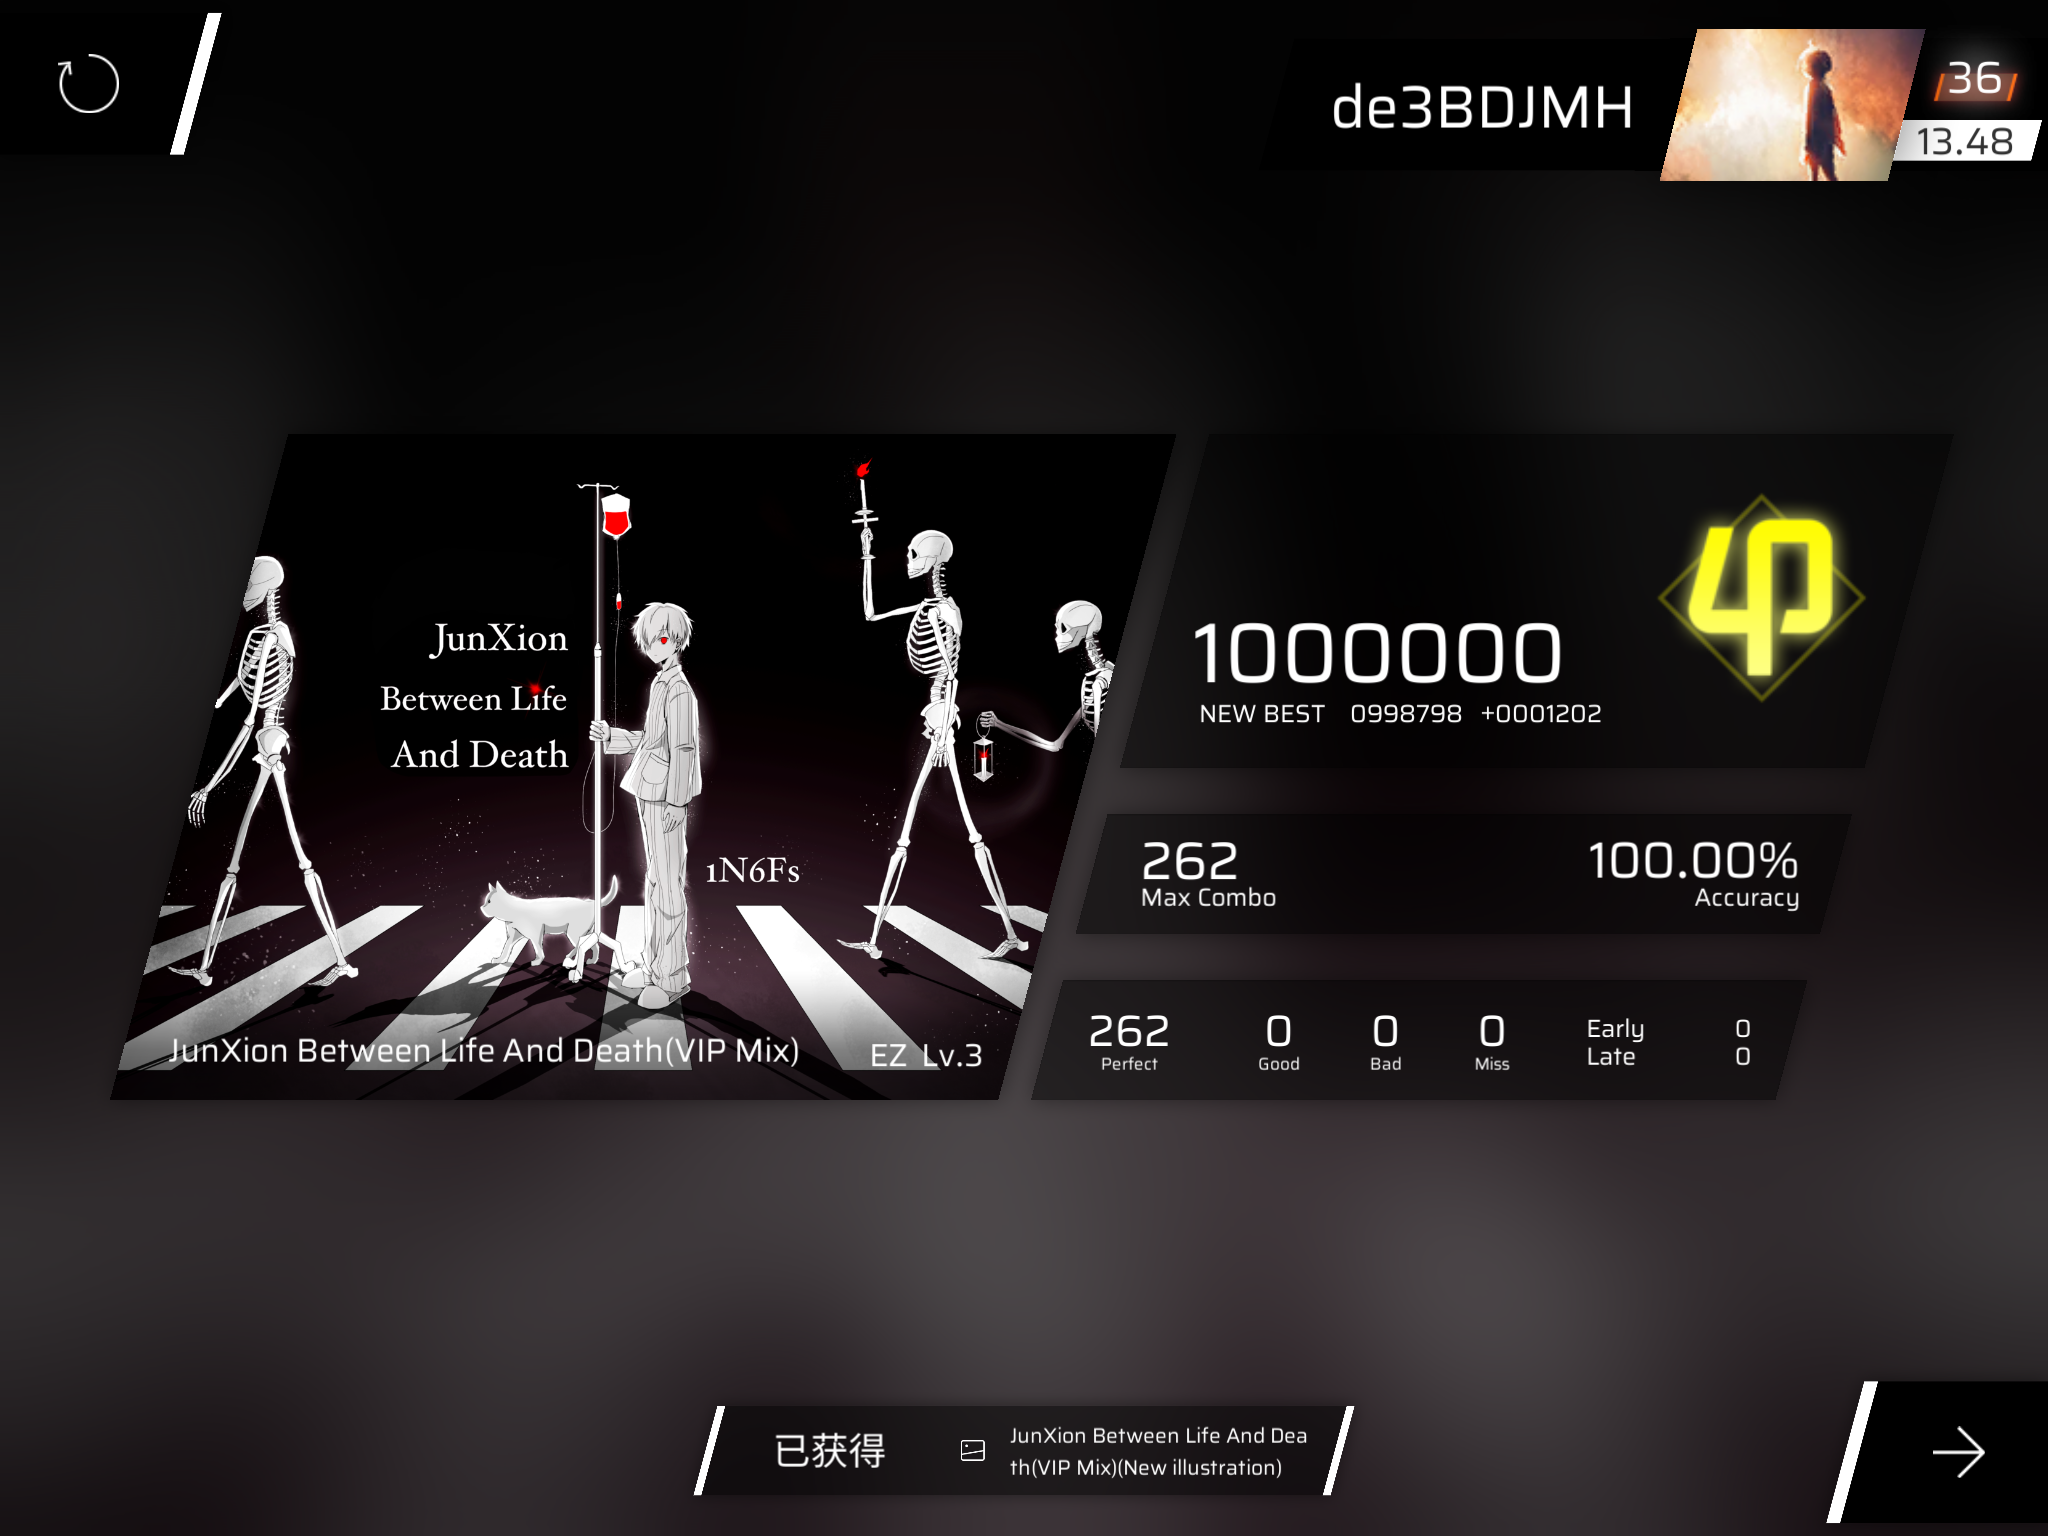 de3BDJMH
36
13.48
JunXion
Between Life
And Death
1N6Fs
JunXion Between Life And Death(VIP Mix)
EZ Lv.3
1000000
NEW BEST 0998798 +0001202
262
Max Combo
100.00%
Accuracy
262
Perfect
0
Good
0
Bad
0
Miss
Early 0
Late 0
已获得
JunXion Between Life And Dea
th(VIP Mix)(New illustration)